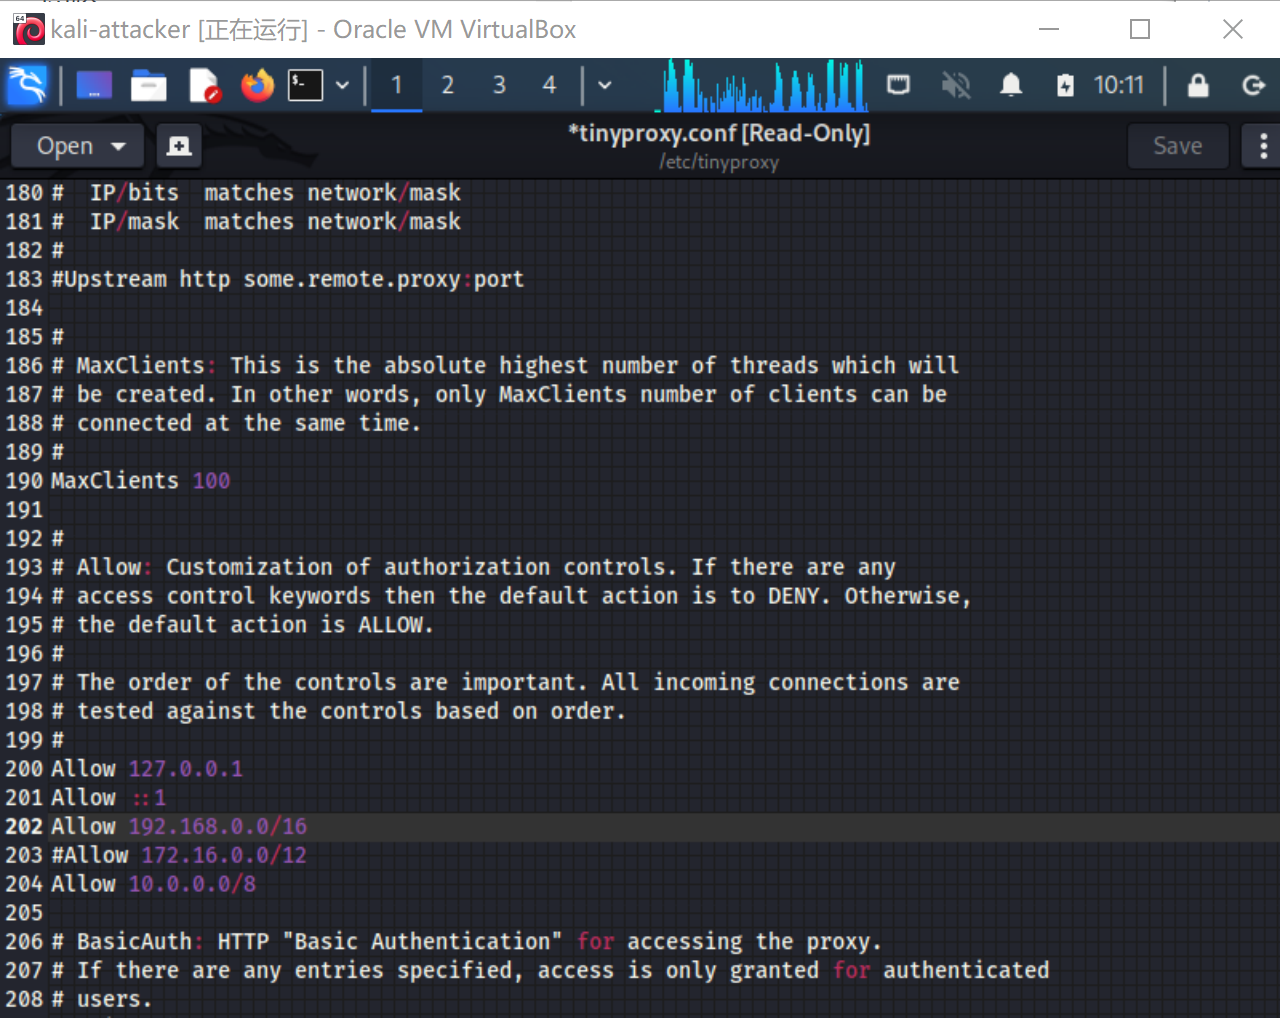 64
kali-attacker [正在运行] - Oracle VM VirtualBox
$- 1 2 3 4 10:11
Open *tinyproxy.conf [Read-Only] Save
/etc/tinyproxy
180 #  IP/bits  matches network/mask
181 #  IP/mask  matches network/mask
182 #
183 #Upstream http some.remote.proxy:port
184
185 #
186 # MaxClients: This is the absolute highest number of threads which will
187 # be created. In other words, only MaxClients number of clients can be
188 # connected at the same time.
189 #
190 MaxClients 100
191
192 #
193 # Allow: Customization of authorization controls. If there are any
194 # access control keywords then the default action is to DENY. Otherwise,
195 # the default action is ALLOW.
196 #
197 # The order of the controls are important. All incoming connections are
198 # tested against the controls based on order.
199 #
200 Allow 127.0.0.1
201 Allow ::1
202 Allow 192.168.0.0/16
203 #Allow 172.16.0.0/12
204 Allow 10.0.0.0/8
205
206 # BasicAuth: HTTP "Basic Authentication" for accessing the proxy.
207 # If there are any entries specified, access is only granted for authenticated
208 # users.